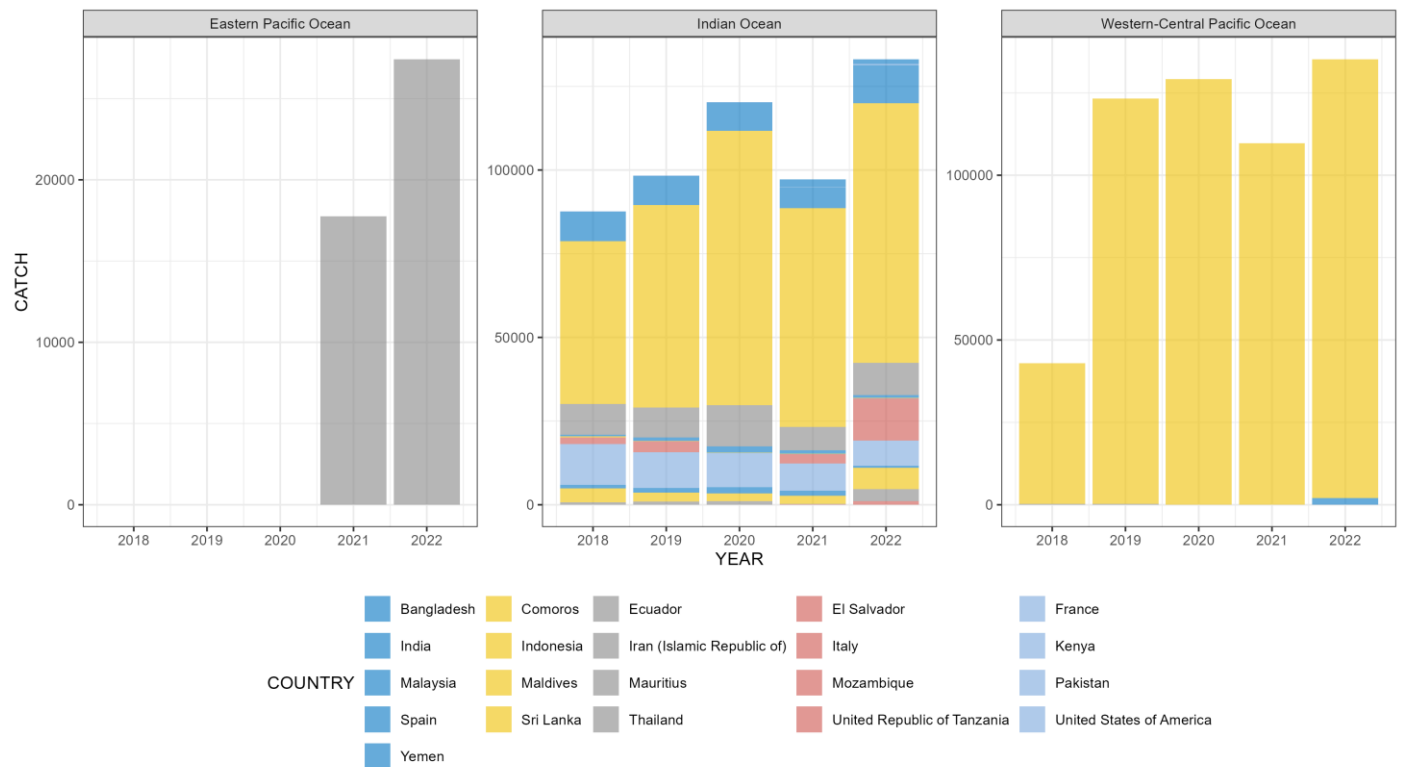 Eastern Pacific Ocean Indian Ocean Western-Central Pacific Ocean
CATCH
20000
10000
0
100000
50000
0
100000
50000
0
2018 2019 2020 2021 2022 2018 2019 2020 2021 2022 2018 2019 2020 2021 2022
YEAR
Bangladesh Comoros Ecuador El Salvador France
India Indonesia Iran (Islamic Republic of) Italy Kenya
COUNTRY Malaysia Maldives Mauritius Mozambique Pakistan
Spain Sri Lanka Thailand United Republic of Tanzania United States of America
Yemen